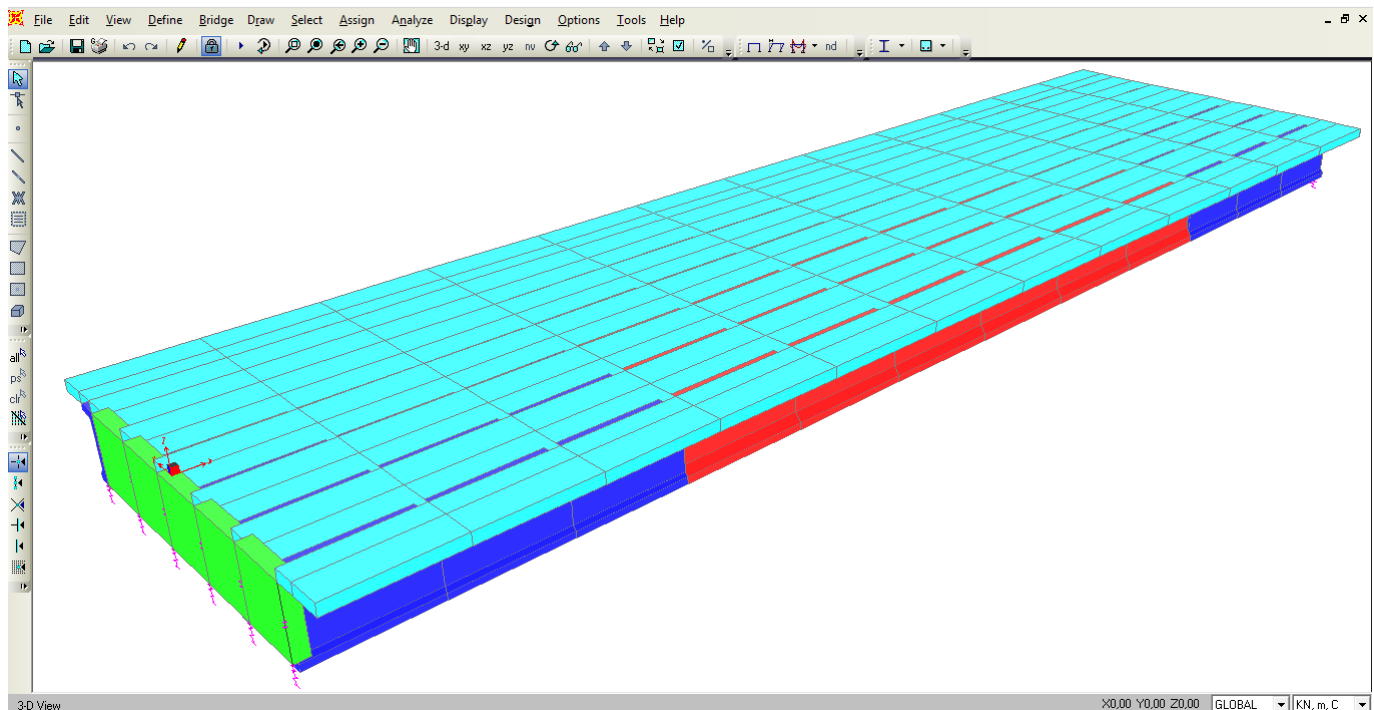 File Edit View Define Bridge Draw Select Assign Analyze Display Design Options Tools Help
3-d xy xz yz nv nd
all
ps
clr
Z
3-D View X0,00 Y0,00 Z0,00 GLOBAL KN, m, C